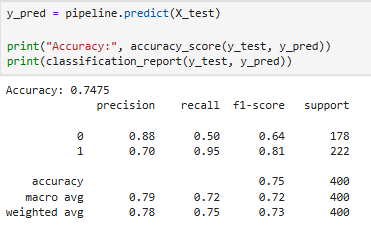 y_pred = pipeline.predict(X_test)
print("Accuracy:", accuracy_score(y_test, y_pred))
print(classification_report(y_test, y_pred))
Accuracy: 0.7475
precision recall f1-score support
0 0.88 0.50 0.64 178
1 0.70 0.95 0.81 222
accuracy 0.75 400
macro avg 0.79 0.72 0.72 400
weighted avg 0.78 0.75 0.73 400